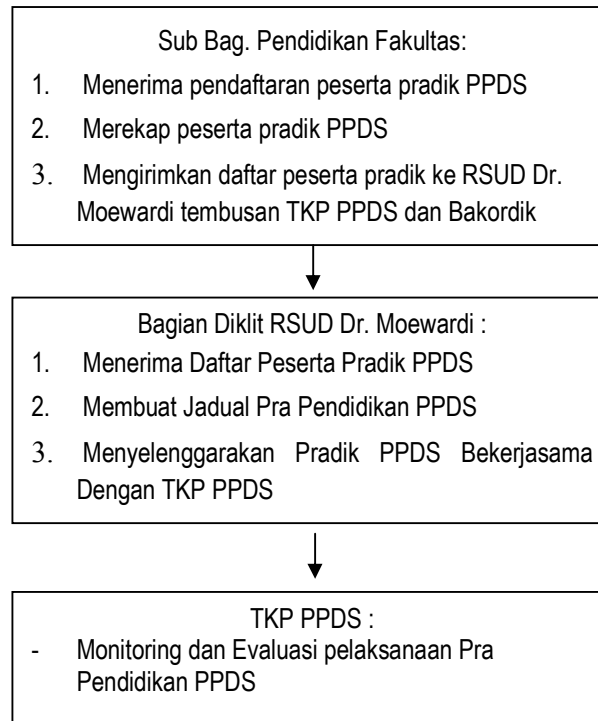 Sub Bag. Pendidikan Fakultas:
1. Menerima pendaftaran peserta pradik PPDS
2. Merekap peserta pradik PPDS
3. Mengirimkan daftar peserta pradik ke RSUD Dr.
Moewardi tembusan TKP PPDS dan Bakordik
Bagian Diklit RSUD Dr. Moewardi :
1. Menerima Daftar Peserta Pradik PPDS
2. Membuat Jadual Pra Pendidikan PPDS
3. Menyelenggarakan Pradik PPDS Bekerjasama
Dengan TKP PPDS
TKP PPDS :
- Monitoring dan Evaluasi pelaksanaan Pra
Pendidikan PPDS